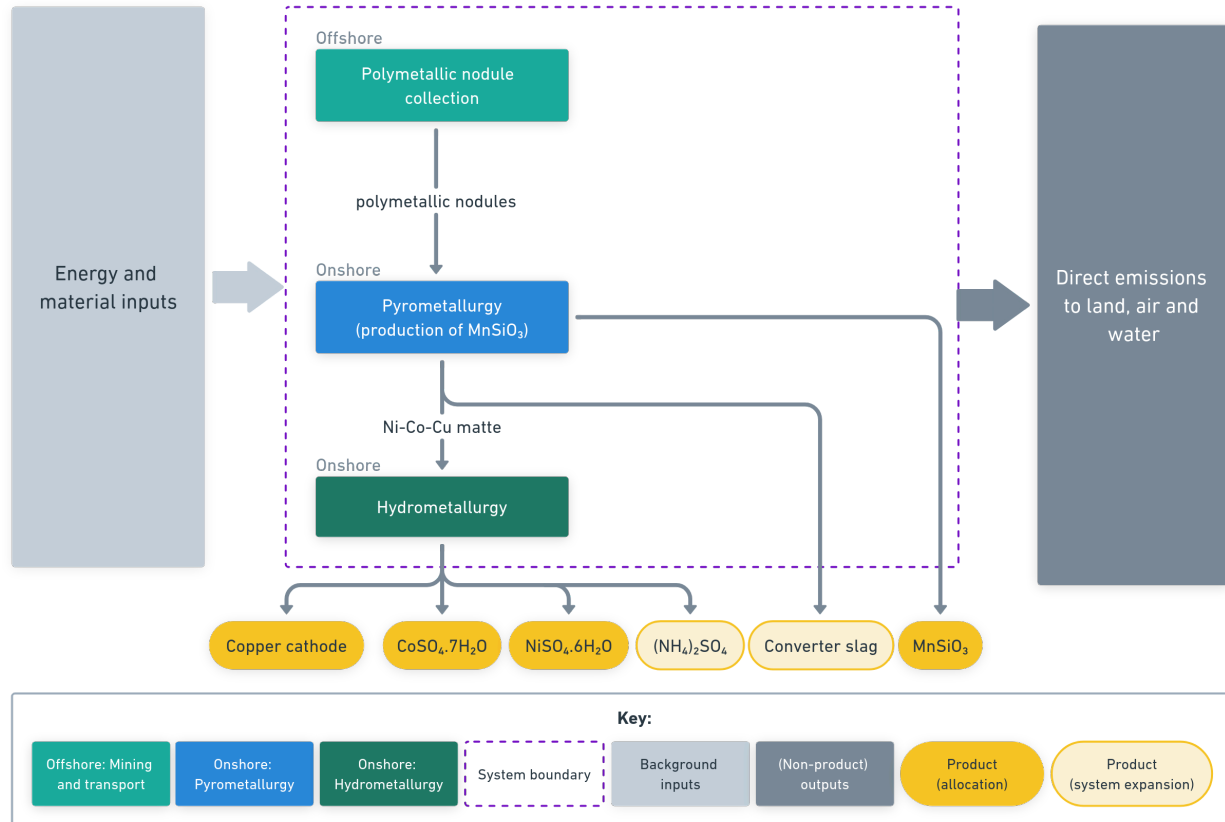 Offshore
Polymetallic nodule
collection
polymetallic nodules
Energy and
material inputs
Direct emissions
to land, air and
water
Onshore
Pyrometallurgy
(production of MnSiO₃)
Ni-Co-Cu matte
Onshore
Hydrometallurgy
Copper cathode
CoSO₄.7H₂O
NiSO₄.6H₂O
(NH₄)₂SO₄
Converter slag
MnSiO₃
Key:
Offshore: Mining
and transport
Onshore:
Pyrometallurgy
Onshore:
Hydrometallurgy
System boundary
Background
inputs
(Non-product)
outputs
Product
(allocation)
Product
(system expansion)